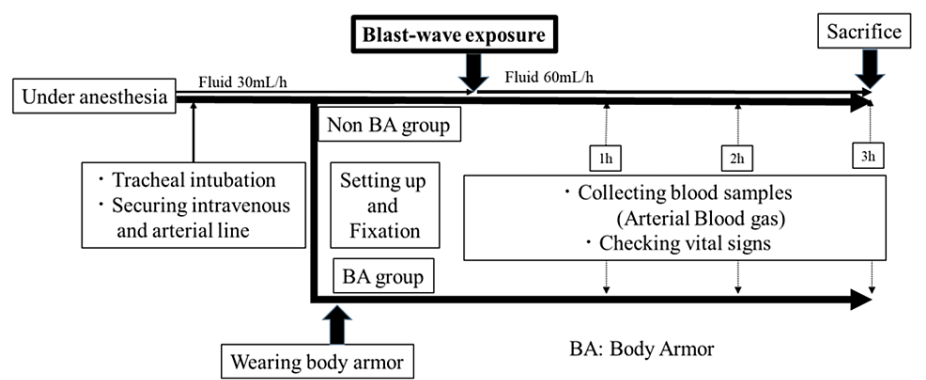 Blast-wave exposure
Sacrifice
Fluid 30mL/h
Fluid 60mL/h
Under anesthesia
Non BA group
1h
2h
3h
・Tracheal intubation
・Securing intravenous
and arterial line
Setting up
and
Fixation
・Collecting blood samples
(Arterial Blood gas)
・Checking vital signs
BA group
Wearing body armor
BA: Body Armor